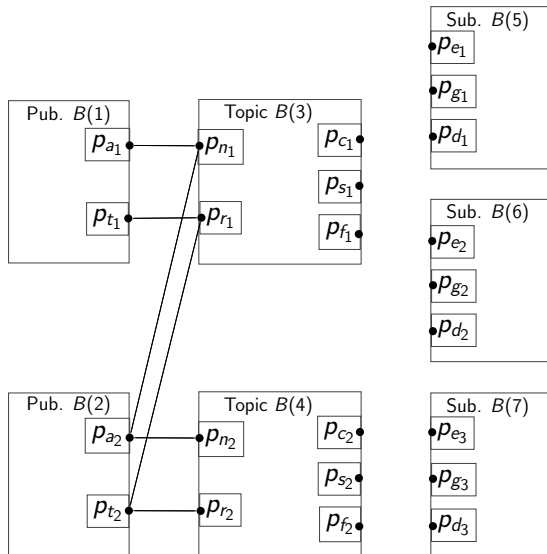 Sub. B(5)
p_{e_1}
p_{g_1}
p_{d_1}
Pub. B(1)
p_{a_1}
p_{t_1}
Topic B(3)
p_{n_1}
p_{r_1}
p_{c_1}
p_{s_1}
p_{f_1}
Sub. B(6)
p_{e_2}
p_{g_2}
p_{d_2}
Pub. B(2)
p_{a_2}
p_{t_2}
Topic B(4)
p_{n_2}
p_{r_2}
p_{c_2}
p_{s_2}
p_{f_2}
Sub. B(7)
p_{e_3}
p_{g_3}
p_{d_3}